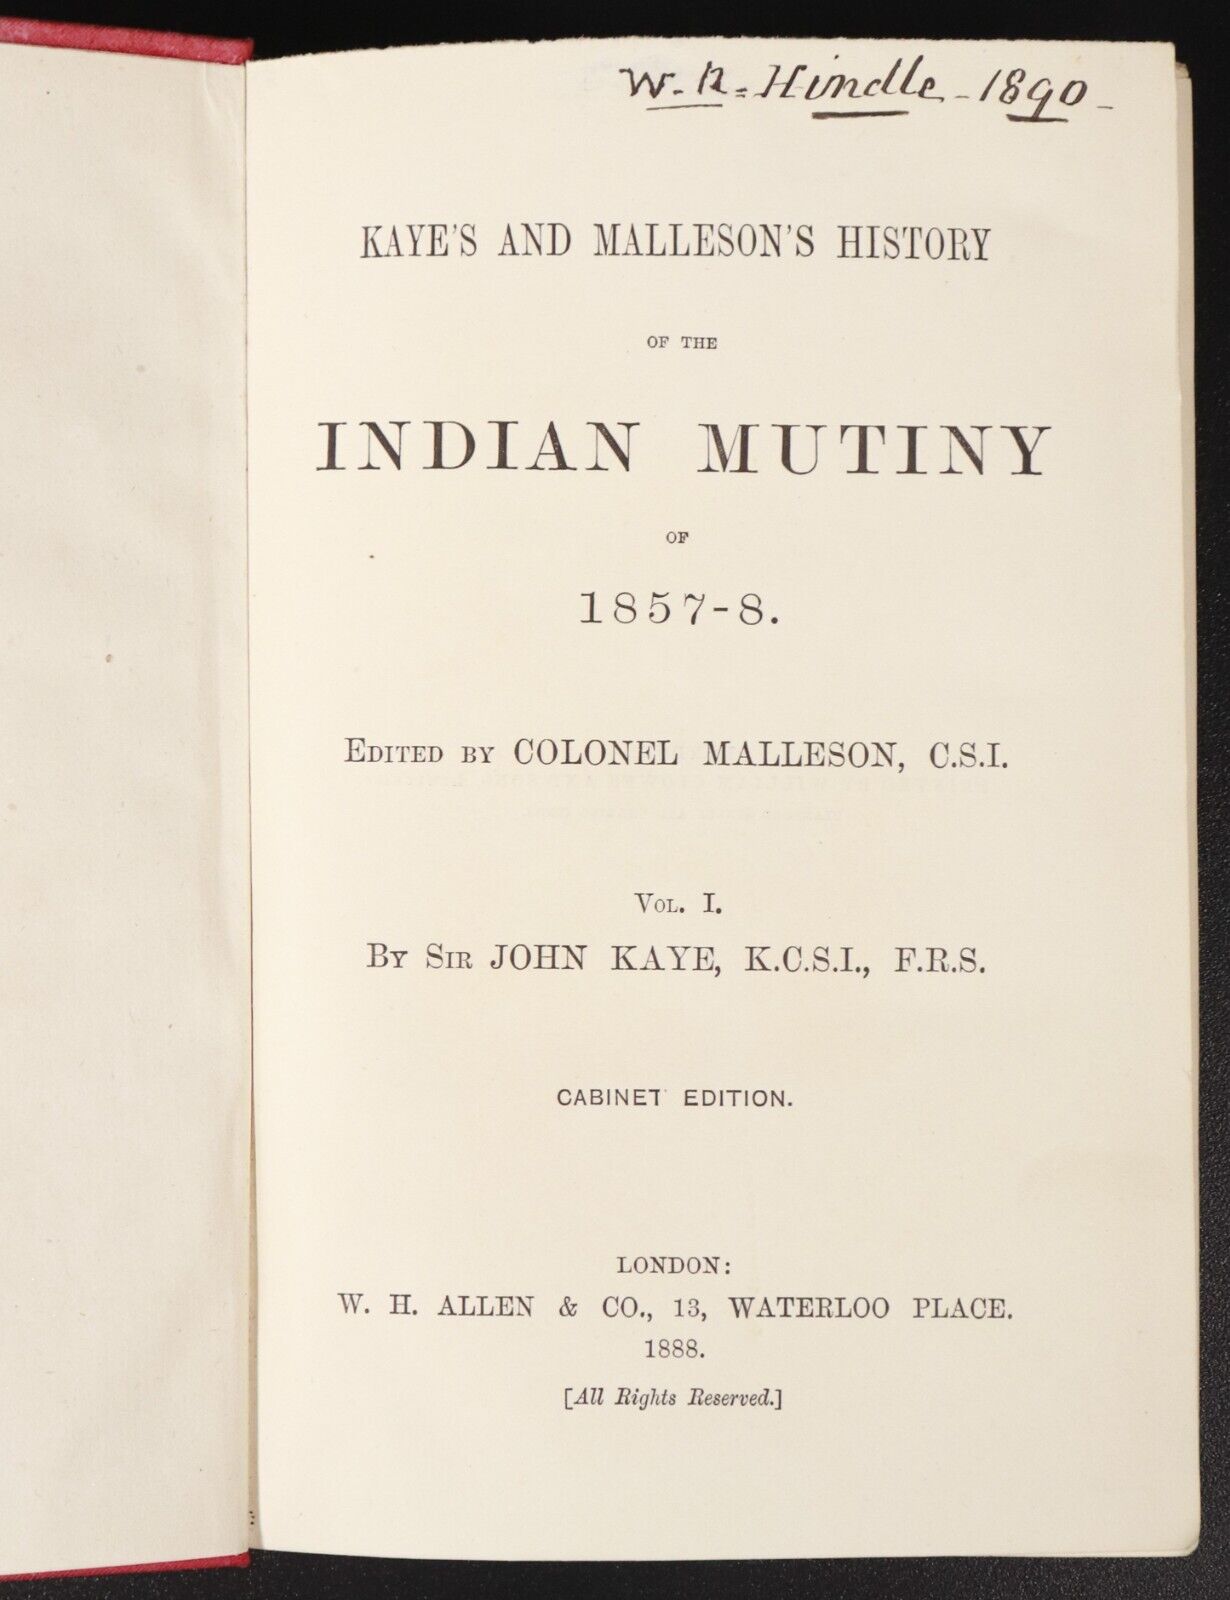 W. R. Hindle - 1890 -
KAYE'S AND MALLESON'S HISTORY
OF THE
INDIAN MUTINY
OF
1857-8.
EDITED BY COLONEL MALLESON, C.S.I.
VOL. I.
BY SIR JOHN KAYE, K.C.S.I., F.R.S.
CABINET EDITION.
LONDON:
W. H. ALLEN & CO., 13, WATERLOO PLACE.
1888.
[All Rights Reserved.]